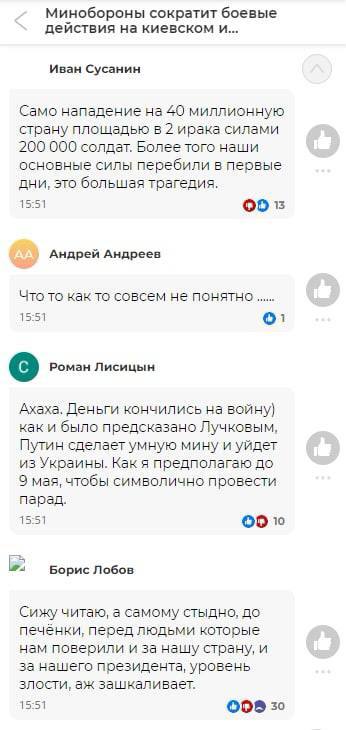 Минобороны сократит боевые
действия на киевском и...
Иван Сусанин
Само нападение на 40 миллионную
страну площадью в 2 ирака силами
200 000 солдат. Более того наши
основные силы перебили в первые
дни, это большая трагедия.
15:51 13
АА Андрей Андреев
Что то как то совсем не понятно ......
15:51 1
С Роман Лисицын
Ахаха. Деньги кончились на войну)
как и было предсказано Лучковым,
Путин сделает умную мину и уйдет
из Украины. Как я предполагаю до
9 мая, чтобы символично провести
парад.
15:51 10
Борис Лобов
Сижу читаю, а самому стыдно, до
печёнки, перед людьми которые
нам поверили и за нашу страну, и
за нашего президента, уровень
злости, аж зашкаливает.
15:51 30